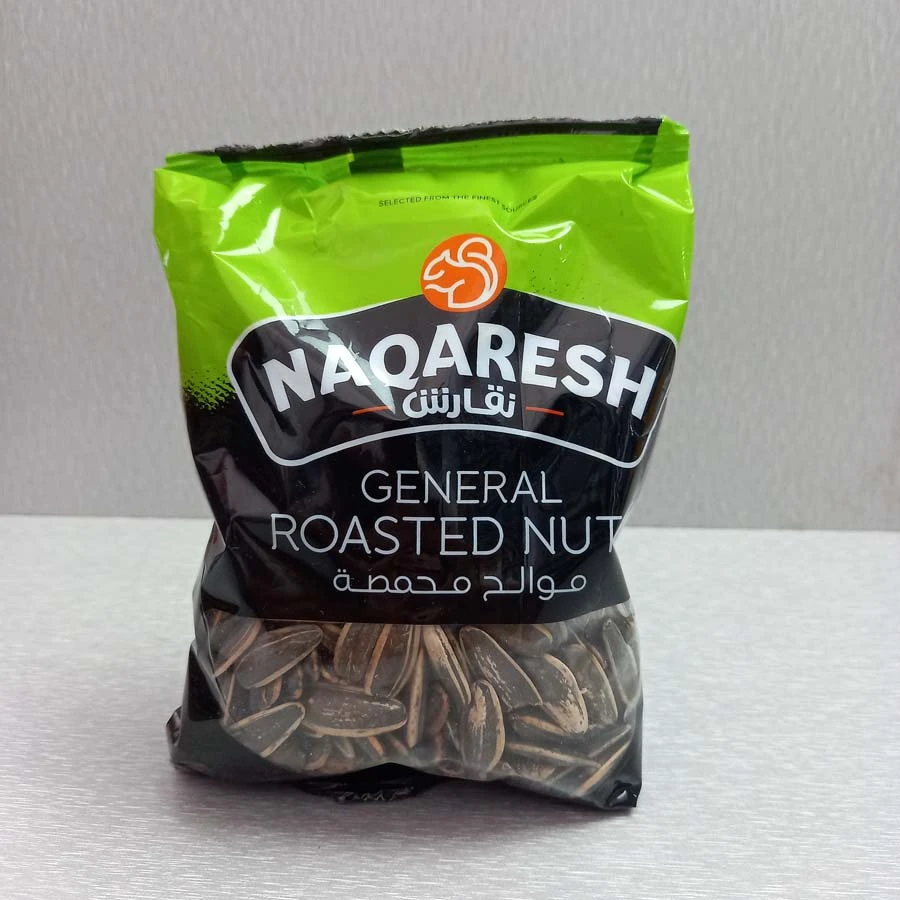 SELECTED FROM THE FINEST SOURCES
NAQARESH
نقارش
GENERAL
ROASTED NUT
موالح محمصة